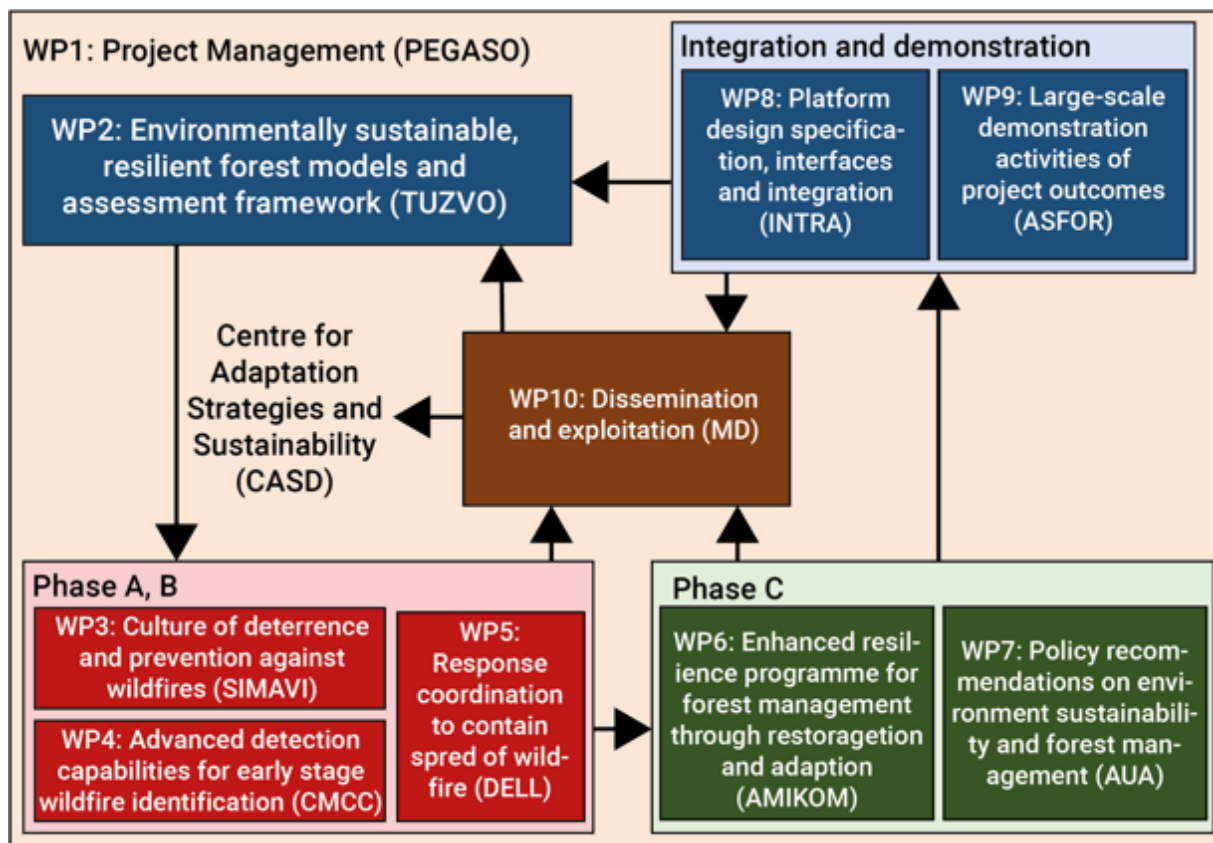 WP1: Project Management (PEGASO)
WP2: Environmentally sustainable,
resilient forest models and
assessment framework (TUZVO)
Integration and demonstration
WP8: Platform
design specifica-
tion, interfaces
and integration
(INTRA)
WP9: Large-scale
demonstration
activities of
project outcomes
(ASFOR)
Centre for
Adaptation
Strategies and
Sustainability
(CASD)
WP10: Dissemination
and exploitation (MD)
Phase A, B
WP3: Culture of deterrence
and prevention against
wildfires (SIMAVI)
WP4: Advanced detection
capabilities for early stage
wildfire identification (CMCC)
WP5:
Response
coordination
to contain
spred of wild-
fire (DELL)
Phase C
WP6: Enhanced resil-
ience programme for
forest management
through restoragetion
and adaption
(AMIKOM)
WP7: Policy recom-
mendations on envi-
ronment sustainabili-
ty and forest man-
agement (AUA)